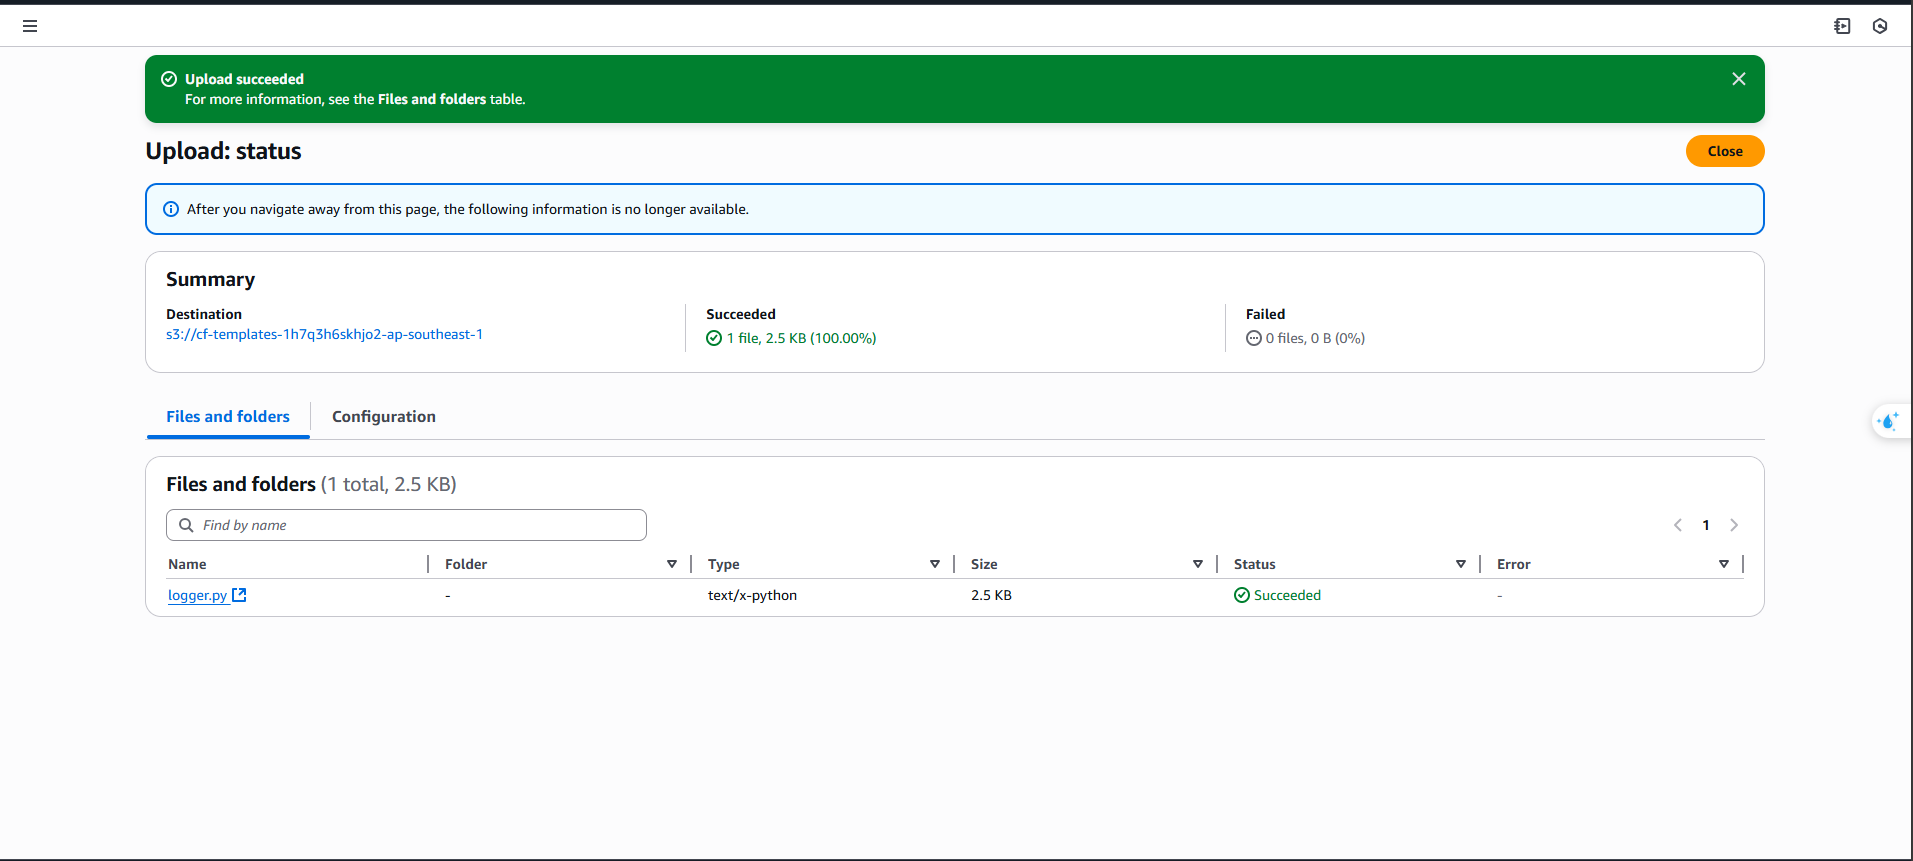 Upload succeeded
For more information, see the Files and folders table.
Upload: status
Close
After you navigate away from this page, the following information is no longer available.
Summary
Destination
s3://cf-templates-1h7q3h6skhjo2-ap-southeast-1
Succeeded
1 file, 2.5 KB (100.00%)
Failed
0 files, 0 B (0%)
Files and folders
Configuration
Files and folders (1 total, 2.5 KB)
Find by name
1
Name Folder Type Size Status Error
logger.py - text/x-python 2.5 KB Succeeded -